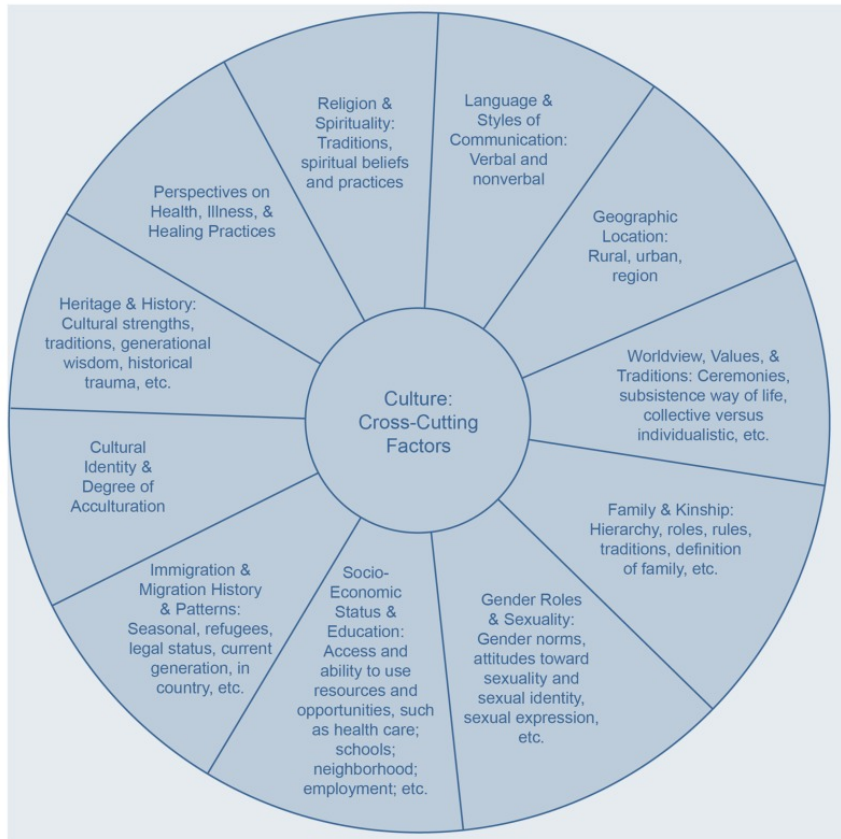 Culture:
Cross-Cutting
Factors
Religion &
Spirituality:
Traditions,
spiritual beliefs
and practices
Language &
Styles of
Communication:
Verbal and
nonverbal
Geographic
Location:
Rural, urban,
region
Worldview, Values, &
Traditions: Ceremonies,
subsistence way of life,
collective versus
individualistic, etc.
Family & Kinship:
Hierarchy, roles, rules,
traditions, definition
of family, etc.
Gender Roles
& Sexuality:
Gender norms,
attitudes toward
sexuality and
sexual identity,
sexual expression,
etc.
Socio-
Economic
Status &
Education:
Access and
ability to use
resources and
opportunities, such
as health care;
schools;
neighborhood;
employment; etc.
Immigration &
Migration History
& Patterns:
Seasonal, refugees,
legal status, current
generation, in
country, etc.
Cultural
Identity &
Degree of
Acculturation
Heritage & History:
Cultural strengths,
traditions, generational
wisdom, historical
trauma, etc.
Perspectives on
Health, Illness, &
Healing Practices